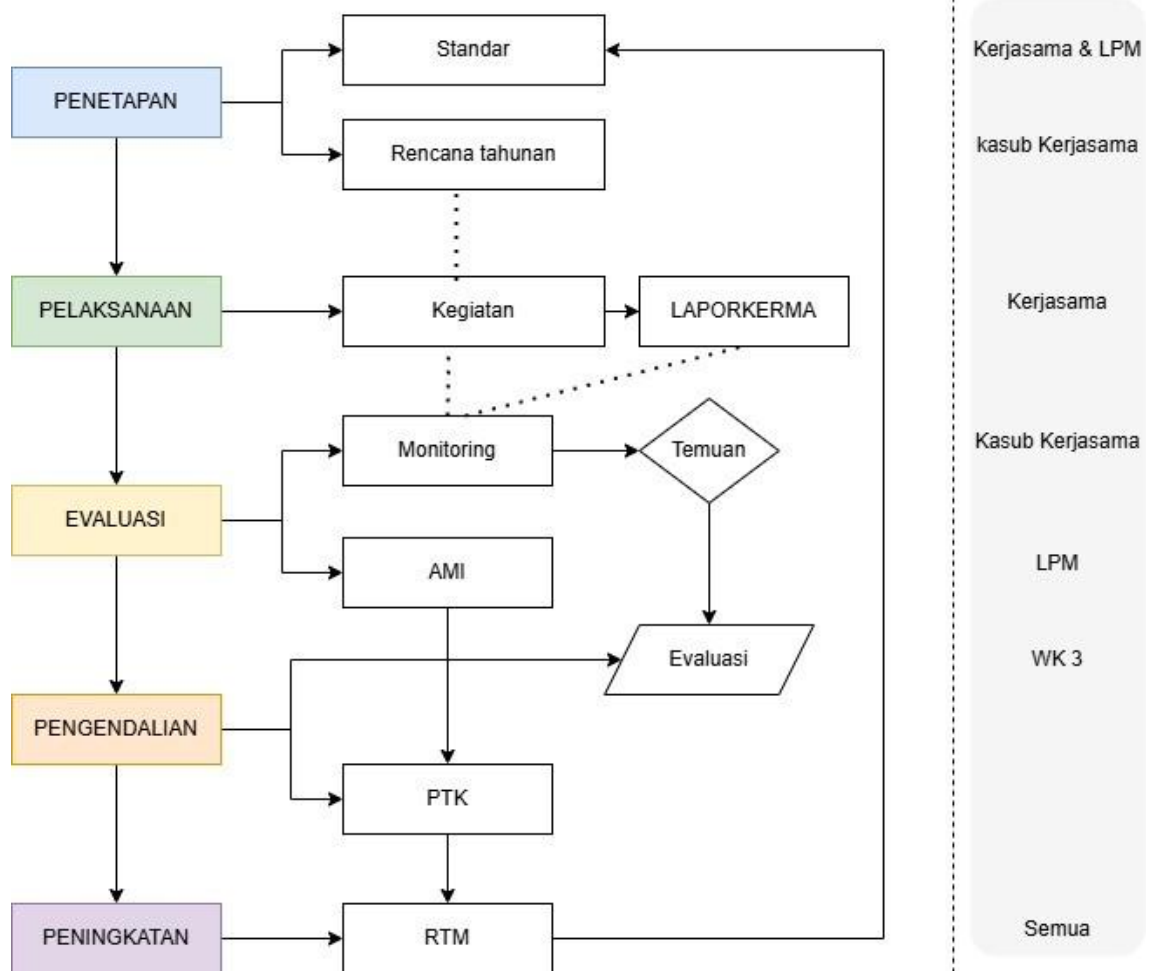 Standar
Kerjasama & LPM
PENETAPAN
Rencana tahunan
kasub Kerjasama
PELAKSANAAN
Kegiatan
LAPORKERMA
Kerjasama
Monitoring
Temuan
Kasub Kerjasama
EVALUASI
AMI
LPM
Evaluasi
WK 3
PENGENDALIAN
PTK
PENINGKATAN
RTM
Semua